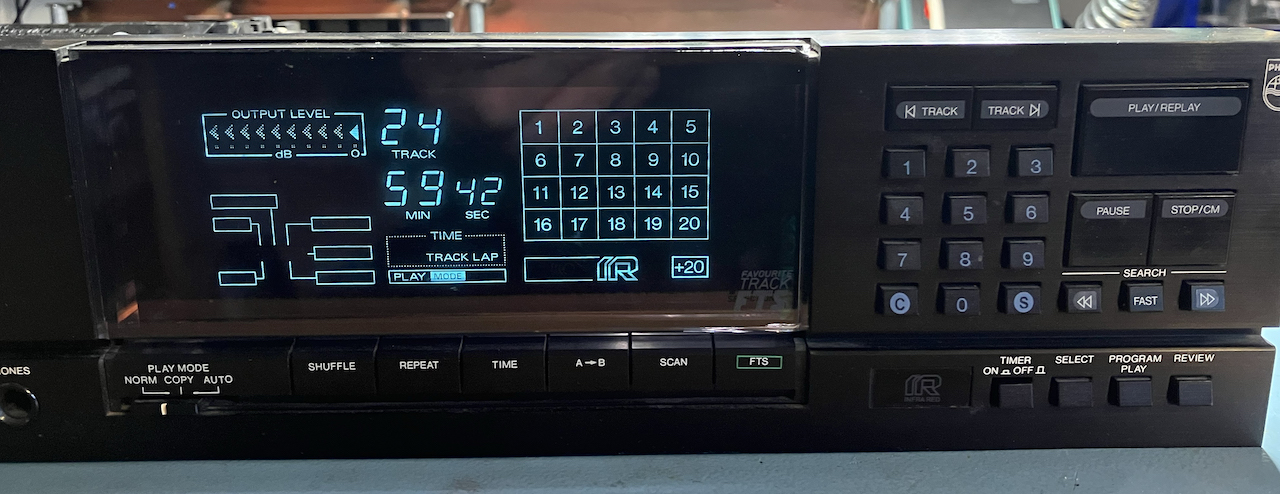 OUTPUT LEVEL
dB 0
24
TRACK
59 42
MIN SEC
TIME
TRACK LAP
PLAY MODE
1 2 3 4 5
6 7 8 9 10
11 12 13 14 15
16 17 18 19 20
IR +20
FAVOURITE
TRACK
FTS
TRACK TRACK
PLAY/REPLAY
1 2 3
4 5 6
7 8 9
C 0 S
PAUSE STOP/CM
SEARCH
FAST
PH
ONES
PLAY MODE
NORM COPY AUTO
SHUFFLE
REPEAT
TIME
A→B
SCAN
FTS
IR
INFRA RED
TIMER
ON OFF
SELECT
PROGRAM
PLAY
REVIEW